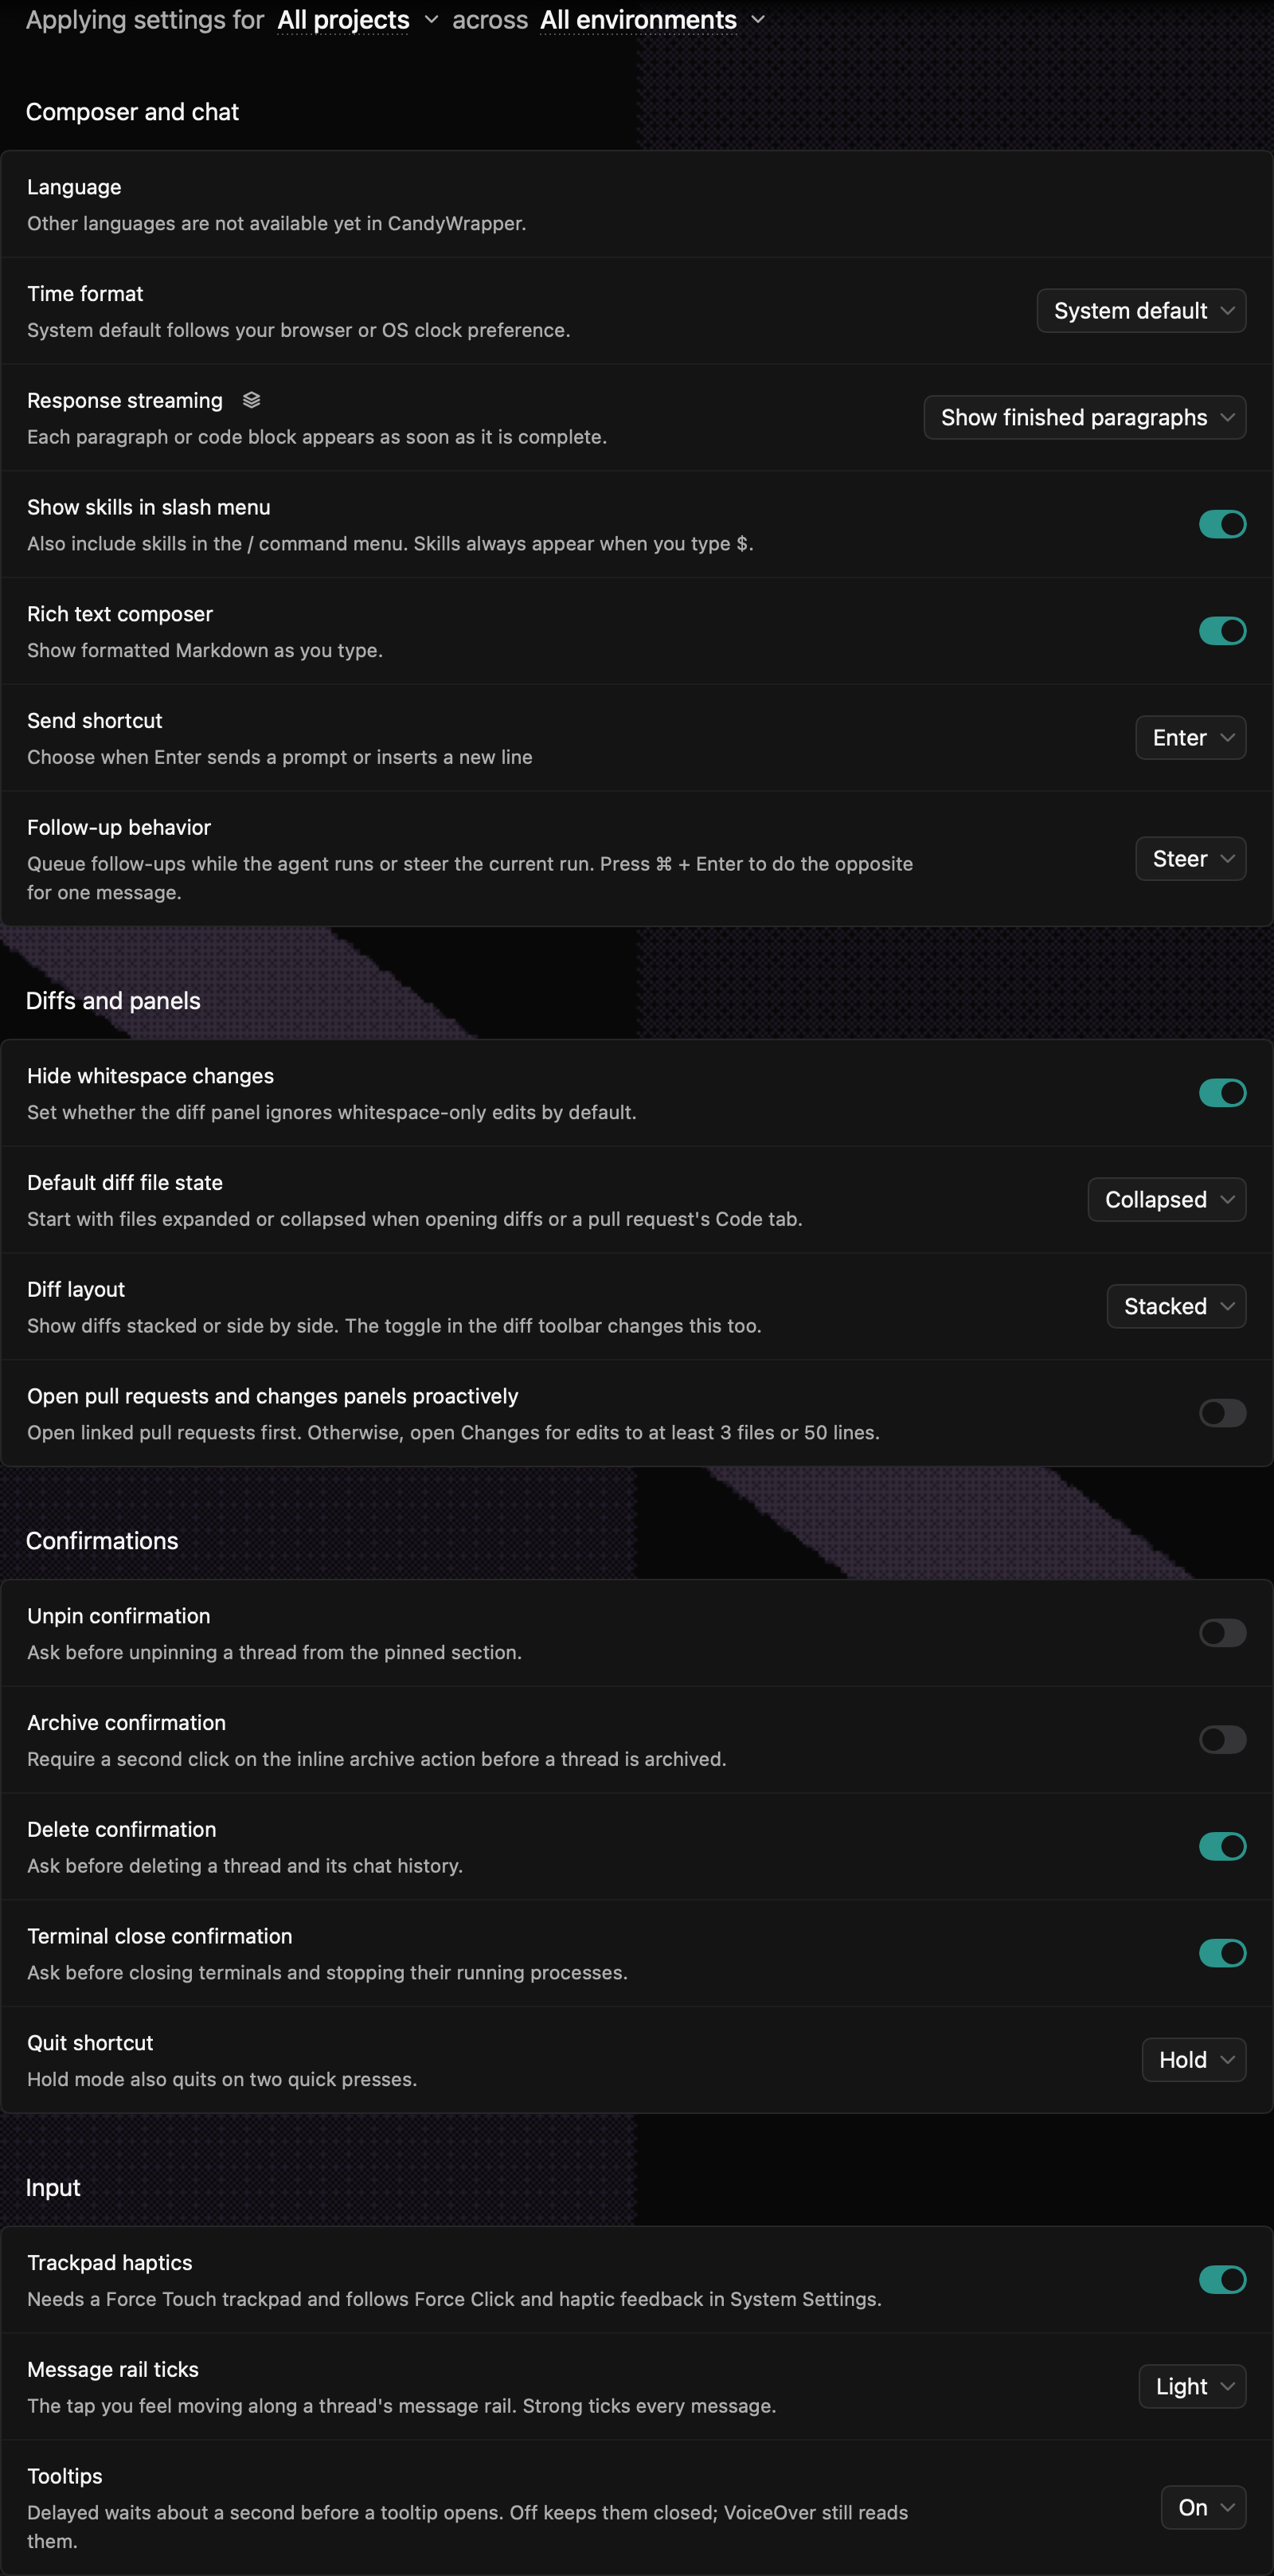 Applying settings for All projects across All environments
Composer and chat
Language
Other languages are not available yet in CandyWrapper.
Time format
System default follows your browser or OS clock preference.
System default
Response streaming
Each paragraph or code block appears as soon as it is complete.
Show finished paragraphs
Show skills in slash menu
Also include skills in the / command menu. Skills always appear when you type $.
Rich text composer
Show formatted Markdown as you type.
Send shortcut
Choose when Enter sends a prompt or inserts a new line
Enter
Follow-up behavior
Queue follow-ups while the agent runs or steer the current run. Press ⌘ + Enter to do the opposite
for one message.
Steer
Diffs and panels
Hide whitespace changes
Set whether the diff panel ignores whitespace-only edits by default.
Default diff file state
Start with files expanded or collapsed when opening diffs or a pull request's Code tab.
Collapsed
Diff layout
Show diffs stacked or side by side. The toggle in the diff toolbar changes this too.
Stacked
Open pull requests and changes panels proactively
Open linked pull requests first. Otherwise, open Changes for edits to at least 3 files or 50 lines.
Confirmations
Unpin confirmation
Ask before unpinning a thread from the pinned section.
Archive confirmation
Require a second click on the inline archive action before a thread is archived.
Delete confirmation
Ask before deleting a thread and its chat history.
Terminal close confirmation
Ask before closing terminals and stopping their running processes.
Quit shortcut
Hold mode also quits on two quick presses.
Hold
Input
Trackpad haptics
Needs a Force Touch trackpad and follows Force Click and haptic feedback in System Settings.
Message rail ticks
The tap you feel moving along a thread's message rail. Strong ticks every message.
Light
Tooltips
Delayed waits about a second before a tooltip opens. Off keeps them closed; VoiceOver still reads
them.
On